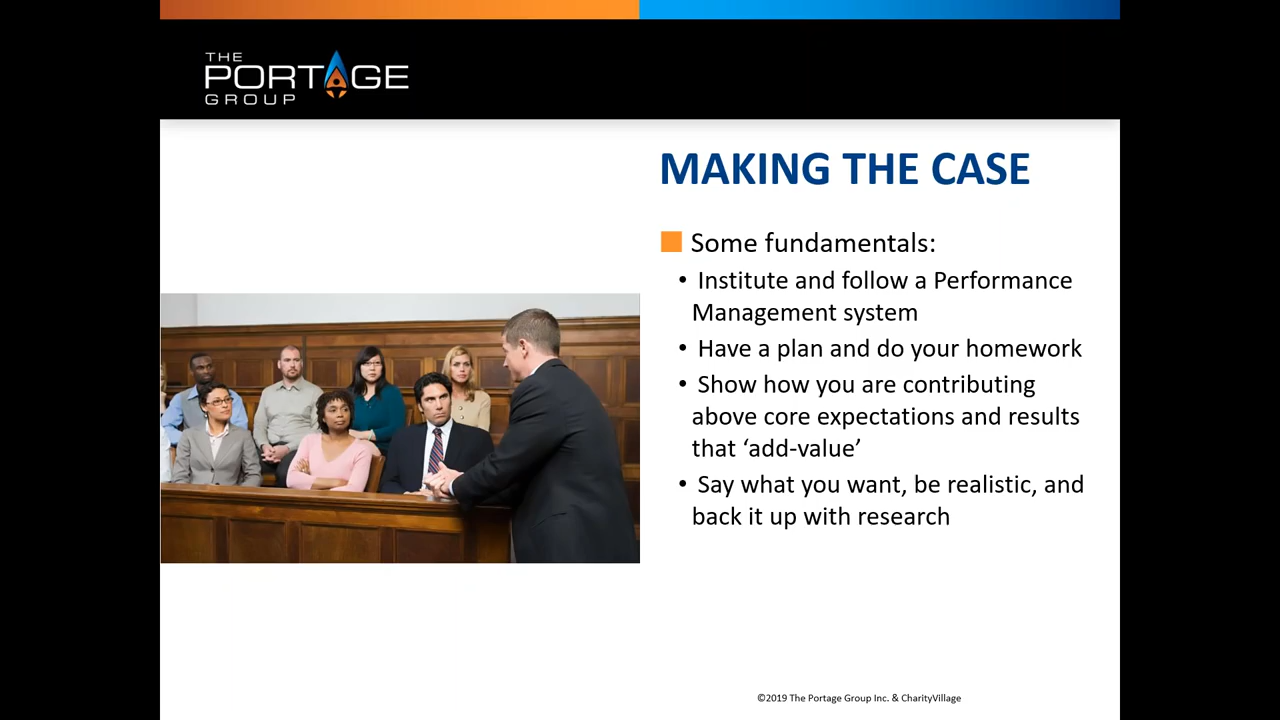 THE
PORTAGE
GROUP
MAKING THE CASE
Some fundamentals:
• Institute and follow a Performance
Management system
• Have a plan and do your homework
• Show how you are contributing
above core expectations and results
that ‘add-value’
• Say what you want, be realistic, and
back it up with research
©2019 The Portage Group Inc. & CharityVillage